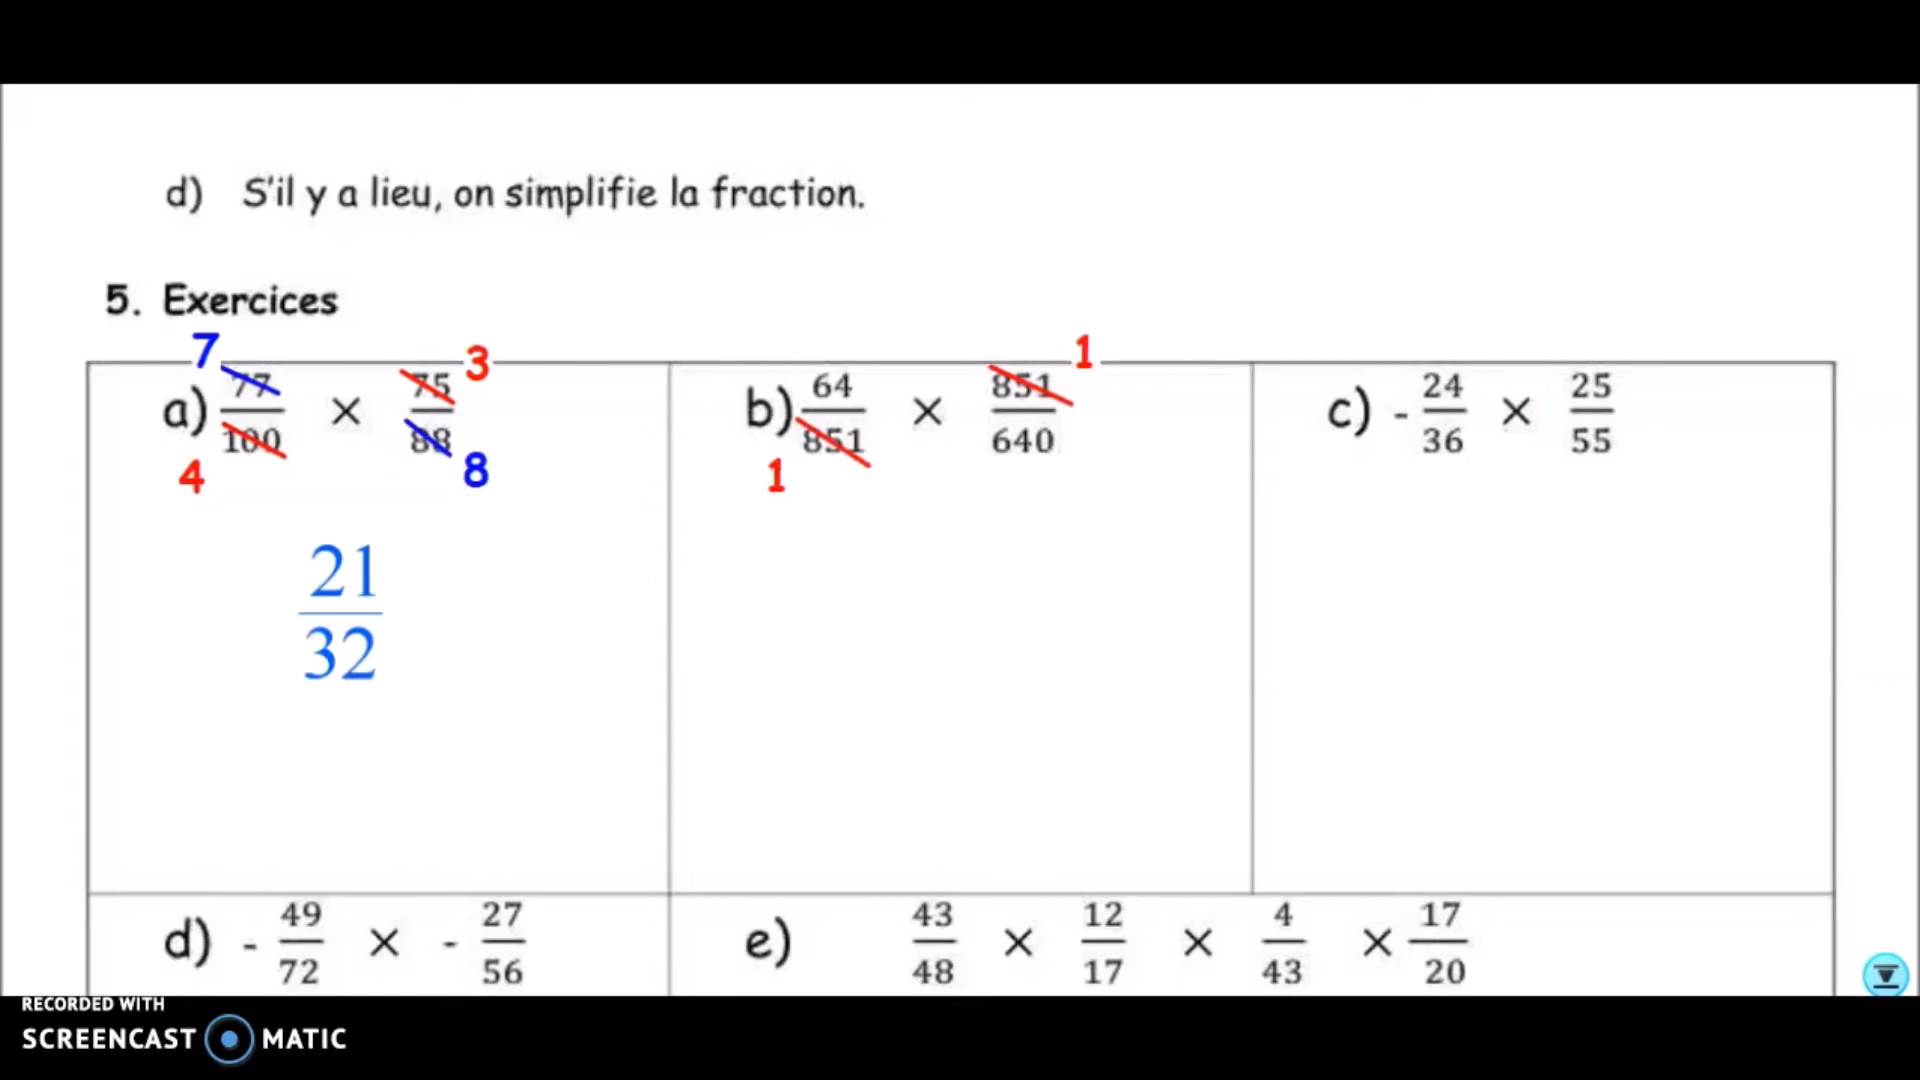 d) S'il y a lieu, on simplifie la fraction.
5. Exercices
7 3 1
a) 77/100 × 75/88 b) 64/851 × 851/640 c) - 24/36 × 25/55
4 8 1
21/32
d) - 49/72 × - 27/56 e) 43/48 × 12/17 × 4/43 × 17/20
RECORDED WITH
SCREENCAST MATIC